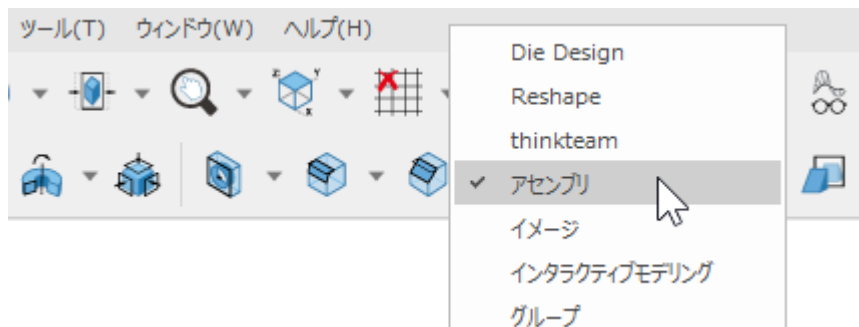 ツール(T) ウィンドウ(W) ヘルプ(H)
Die Design
Reshape
thinkteam
アセンブリ
イメージ
インタラクティブモデリング
グループ